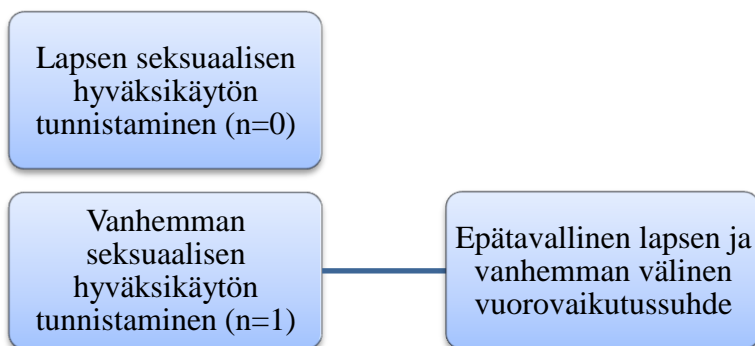 Lapsen seksuaalisen
hyväksikäytön
tunnistaminen (n=0)
Vanhemman
seksuaalisen
hyväksikäytön
tunnistaminen (n=1)
Epätavallinen lapsen ja
vanhemman välinen
vuorovaikutussuhde